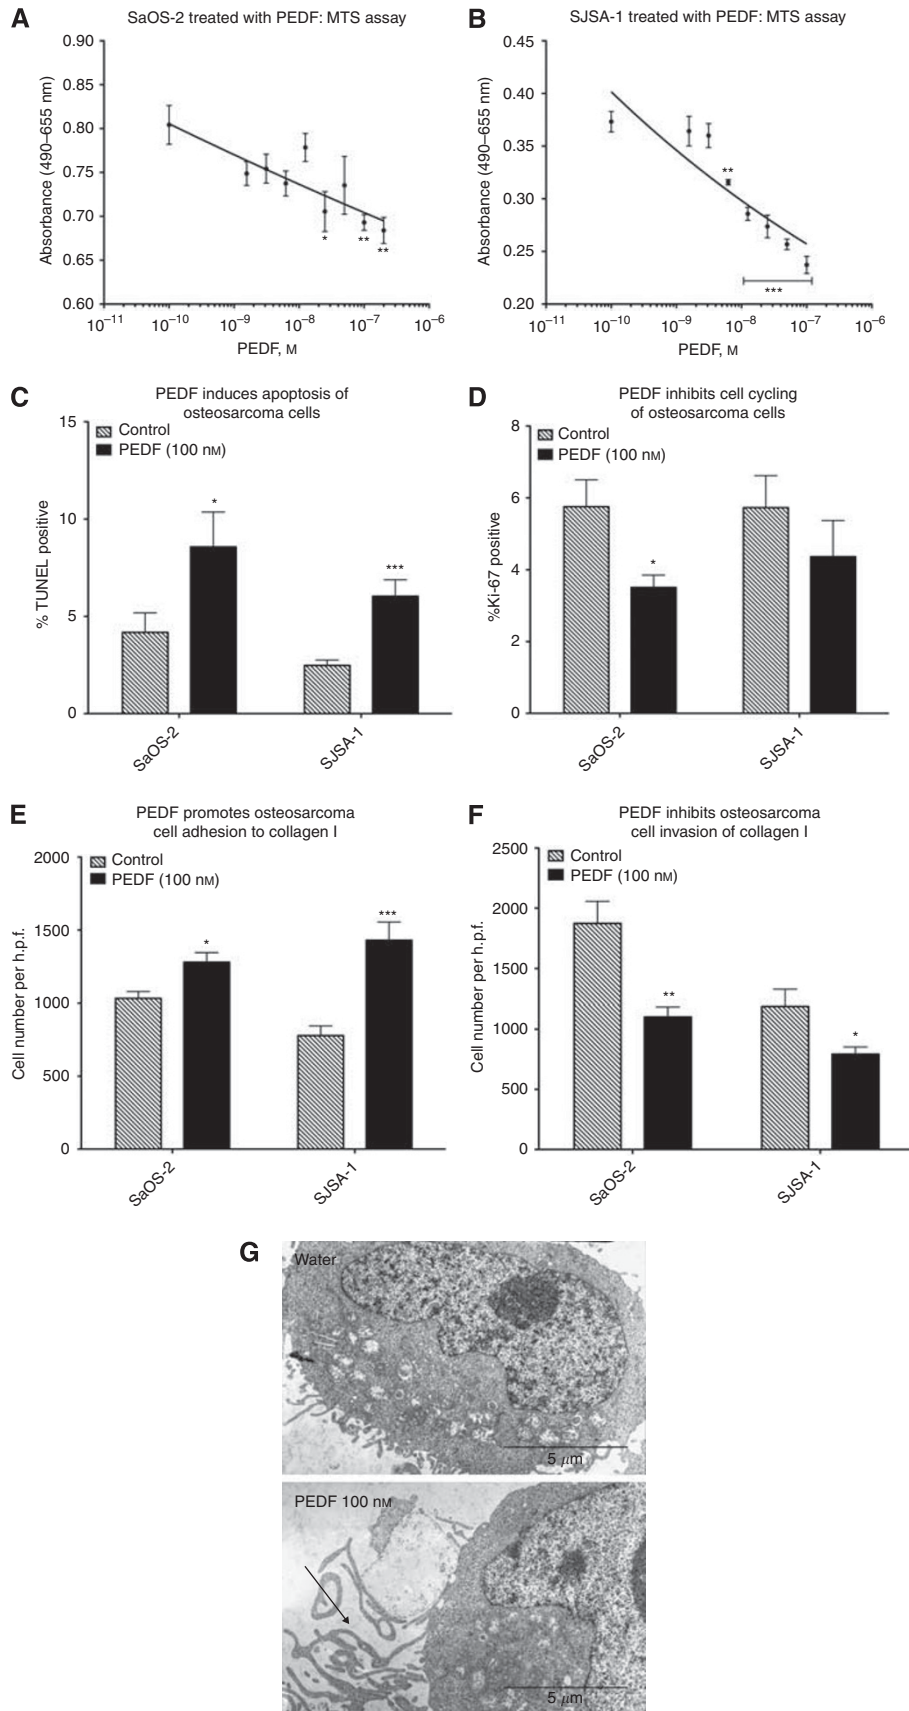 A
SaOS-2 treated with PEDF: MTS assay
0.90
0.85
0.80
0.75
0.70
0.65
0.60
Absorbance (490–655 nm)
*
**
**
10–11
10–10
10–9
10–8
10–7
10–6
PEDF, M
B
SJSA-1 treated with PEDF: MTS assay
0.45
0.40
0.35
0.30
0.25
0.20
Absorbance (490–655 nm)
**
***
10–11
10–10
10–9
10–8
10–7
10–6
PEDF, M
C
PEDF induces apoptosis of
osteosarcoma cells
15
10
5
0
% TUNEL positive
Control
PEDF (100 nM)
*
***
SaOS-2
SJSA-1
D
PEDF inhibits cell cycling
of osteosarcoma cells
8
6
4
2
0
%Ki-67 positive
Control
PEDF (100 nM)
*
SaOS-2
SJSA-1
E
PEDF promotes osteosarcoma
cell adhesion to collagen I
2000
1500
1000
500
0
Cell number per h.p.f.
Control
PEDF (100 nM)
*
***
SaOS-2
SJSA-1
F
PEDF inhibits osteosarcoma
cell invasion of collagen I
2500
2000
1500
1000
500
0
Cell number per h.p.f.
Control
PEDF (100 nM)
**
*
SaOS-2
SJSA-1
G
Water
5 μm
PEDF 100 nM
5 μm